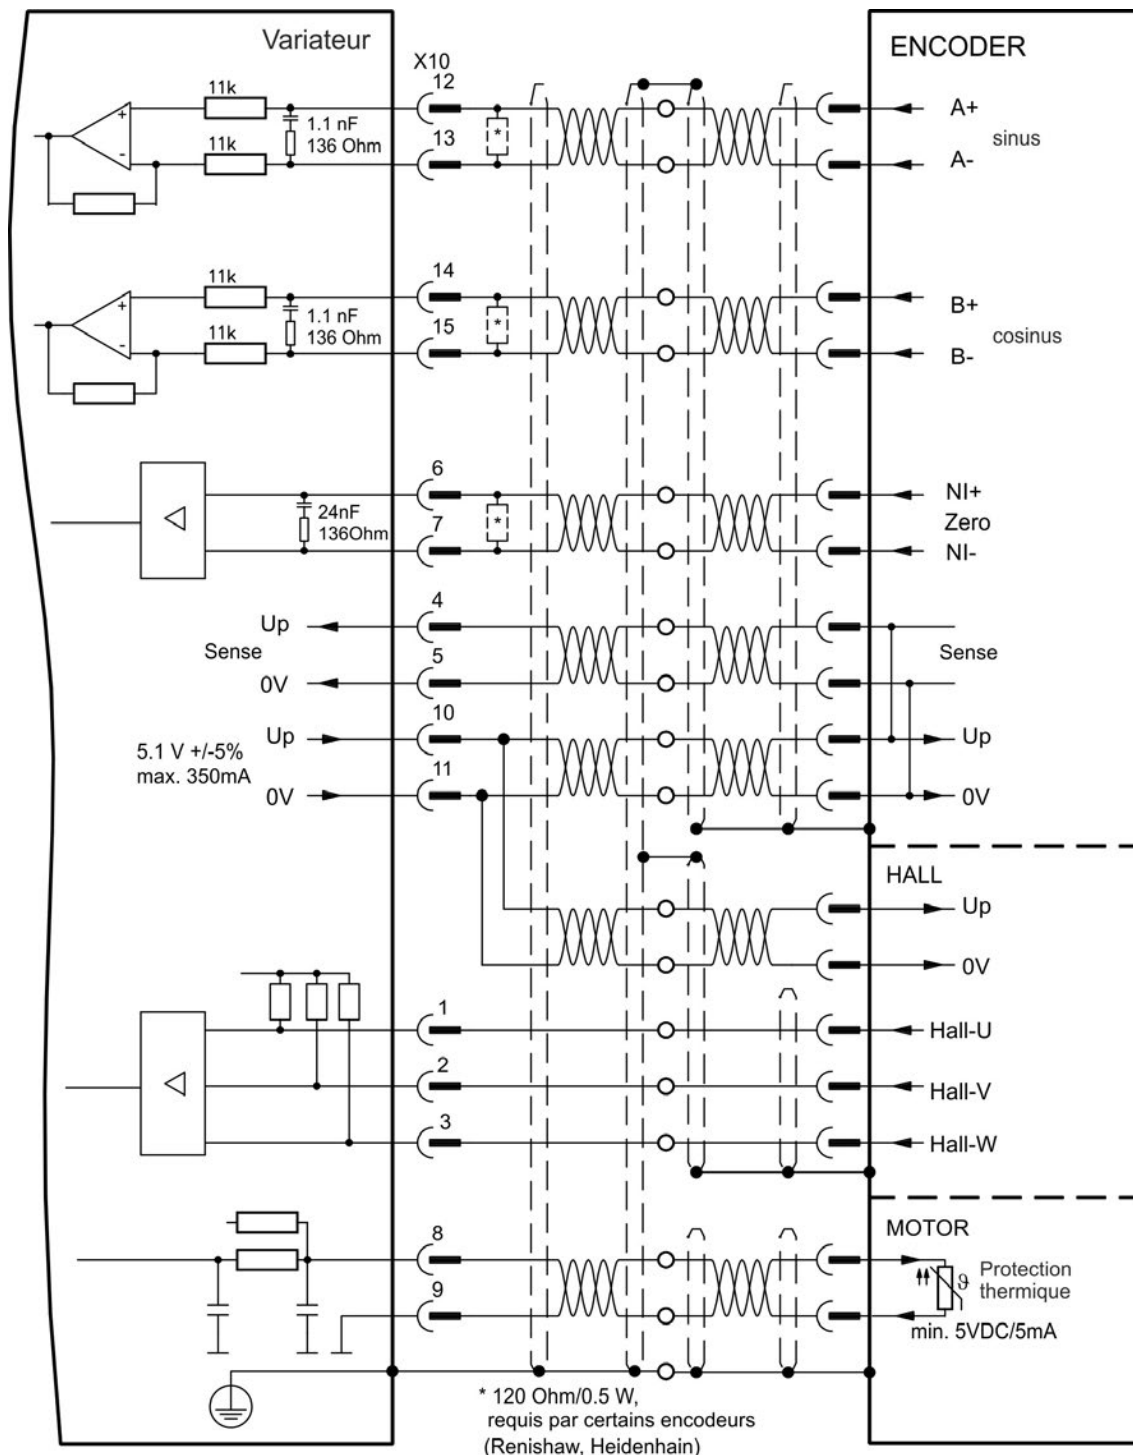 Variateur
X10
ENCODER
11k
12
A+
+
1.1 nF
*
sinus
136 Ohm
13
-
11k
A-
11k
14
B+
+
1.1 nF
*
cosinus
136 Ohm
15
-
11k
B-
6
NI+
24nF
*
Zero
136Ohm
7
NI-
Up
4
Sense
Sense
0V
5
5.1 V +/-5%
max. 350mA
Up
10
Up
0V
11
0V
HALL
Up
0V
1
Hall-U
2
Hall-V
3
Hall-W
MOTOR
8
Protection
thermique
ϑ
9
min. 5VDC/5mA
* 120 Ohm/0.5 W,
requis par certains encodeurs
(Renishaw, Heidenhain)